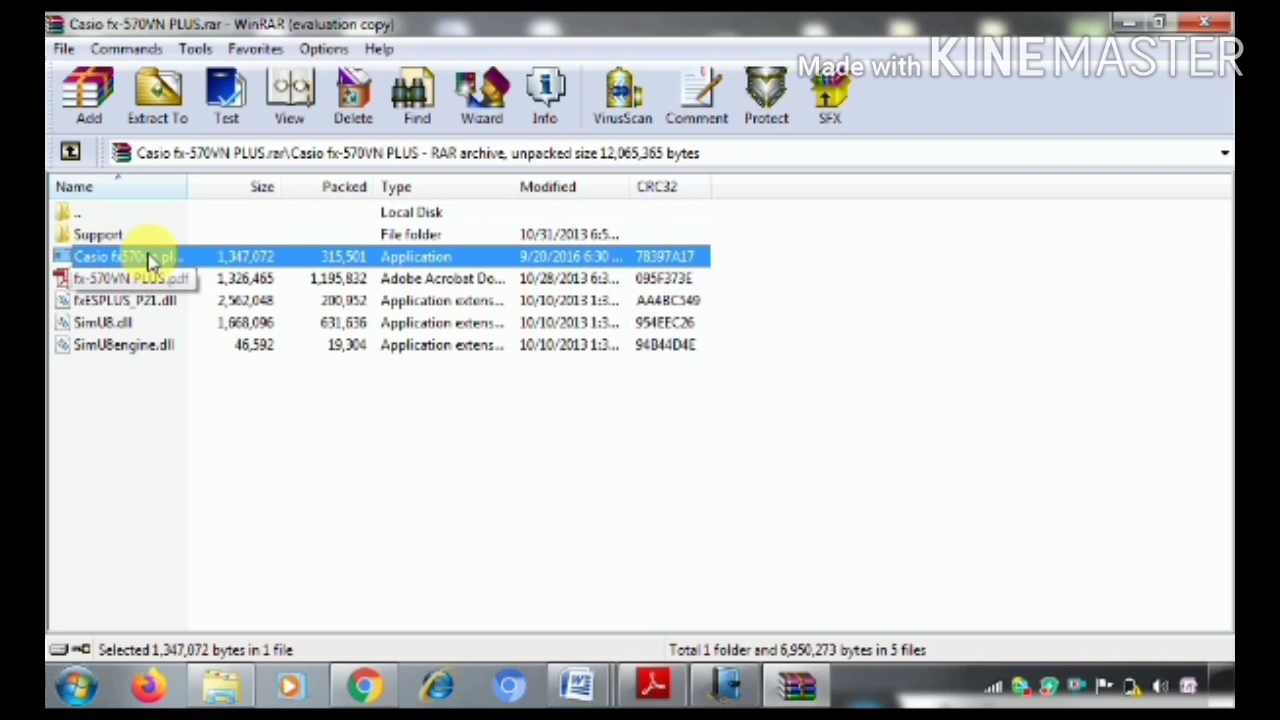 Casio fx-570VN PLUS.rar - WinRAR (evaluation copy)
File Commands Tools Favorites Options Help
Made with KINEMASTER
Add Extract To Test View Delete Find Wizard Info VirusScan Comment Protect SFX
Casio fx-570VN PLUS.rar\Casio fx-570VN PLUS - RAR archive, unpacked size 12,065,365 bytes
Name Size Packed Type Modified CRC32
.. Local Disk
Support File folder 10/31/2013 6:5...
Casio fx570vn pl... 1,347,072 315,501 Application 9/20/2016 6:30 ... 78397A17
fx-570VN PLUS.pdf 1,326,465 1,195,832 Adobe Acrobat Do... 10/28/2013 6:3... 095F373E
fxESPLUS_P21.dll 2,562,048 200,952 Application extens... 10/10/2013 1:3... AA4BC549
SimU8.dll 1,668,096 631,636 Application extens... 10/10/2013 1:3... 954EEC26
SimU8engine.dll 46,592 19,304 Application extens... 10/10/2013 1:3... 94B44D4E
Selected 1,347,072 bytes in 1 file Total 1 folder and 6,950,273 bytes in 5 files